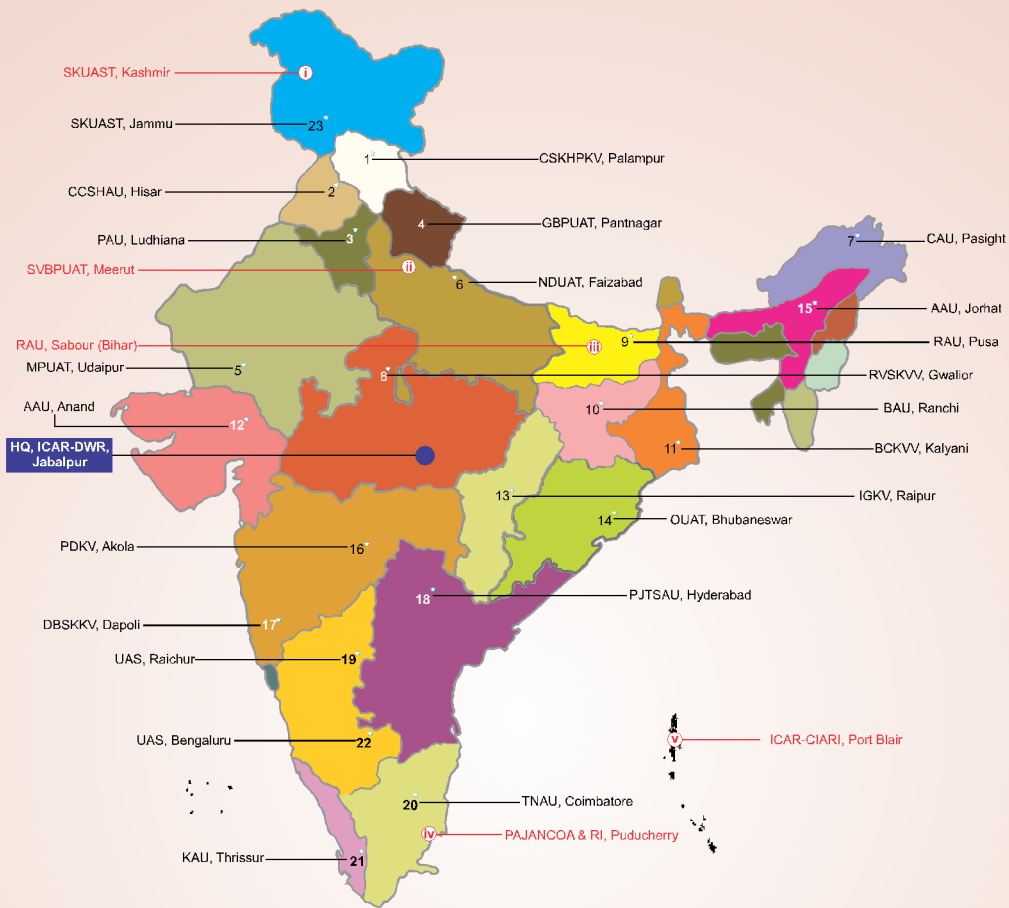 i
SKUAST, Kashmir
SKUAST, Jammu
23
1
CSKHPKV, Palampur
CCSHAU, Hisar
2
4
GBPUAT, Pantnagar
PAU, Ludhiana
3
7
CAU, Pasight
SVBPUAT, Meerut
ii
6
NDUAT, Faizabad
15
AAU, Jorhat
RAU, Sabour (Bihar)
iii
9
RAU, Pusa
MPUAT, Udaipur
5
8
RVSKVV, Gwalior
AAU, Anand
12
10
BAU, Ranchi
HQ, ICAR-DWR,
Jabalpur
11
BCKVV, Kalyani
13
IGKV, Raipur
14
OUAT, Bhubaneswar
PDKV, Akola
16
18
PJTSAU, Hyderabad
DBSKKV, Dapoli
17
UAS, Raichur
19
UAS, Bengaluru
22
v
ICAR-CIARI, Port Blair
20
TNAU, Coimbatore
iv
PAJANCOA & RI, Puducherry
KAU, Thrissur
21